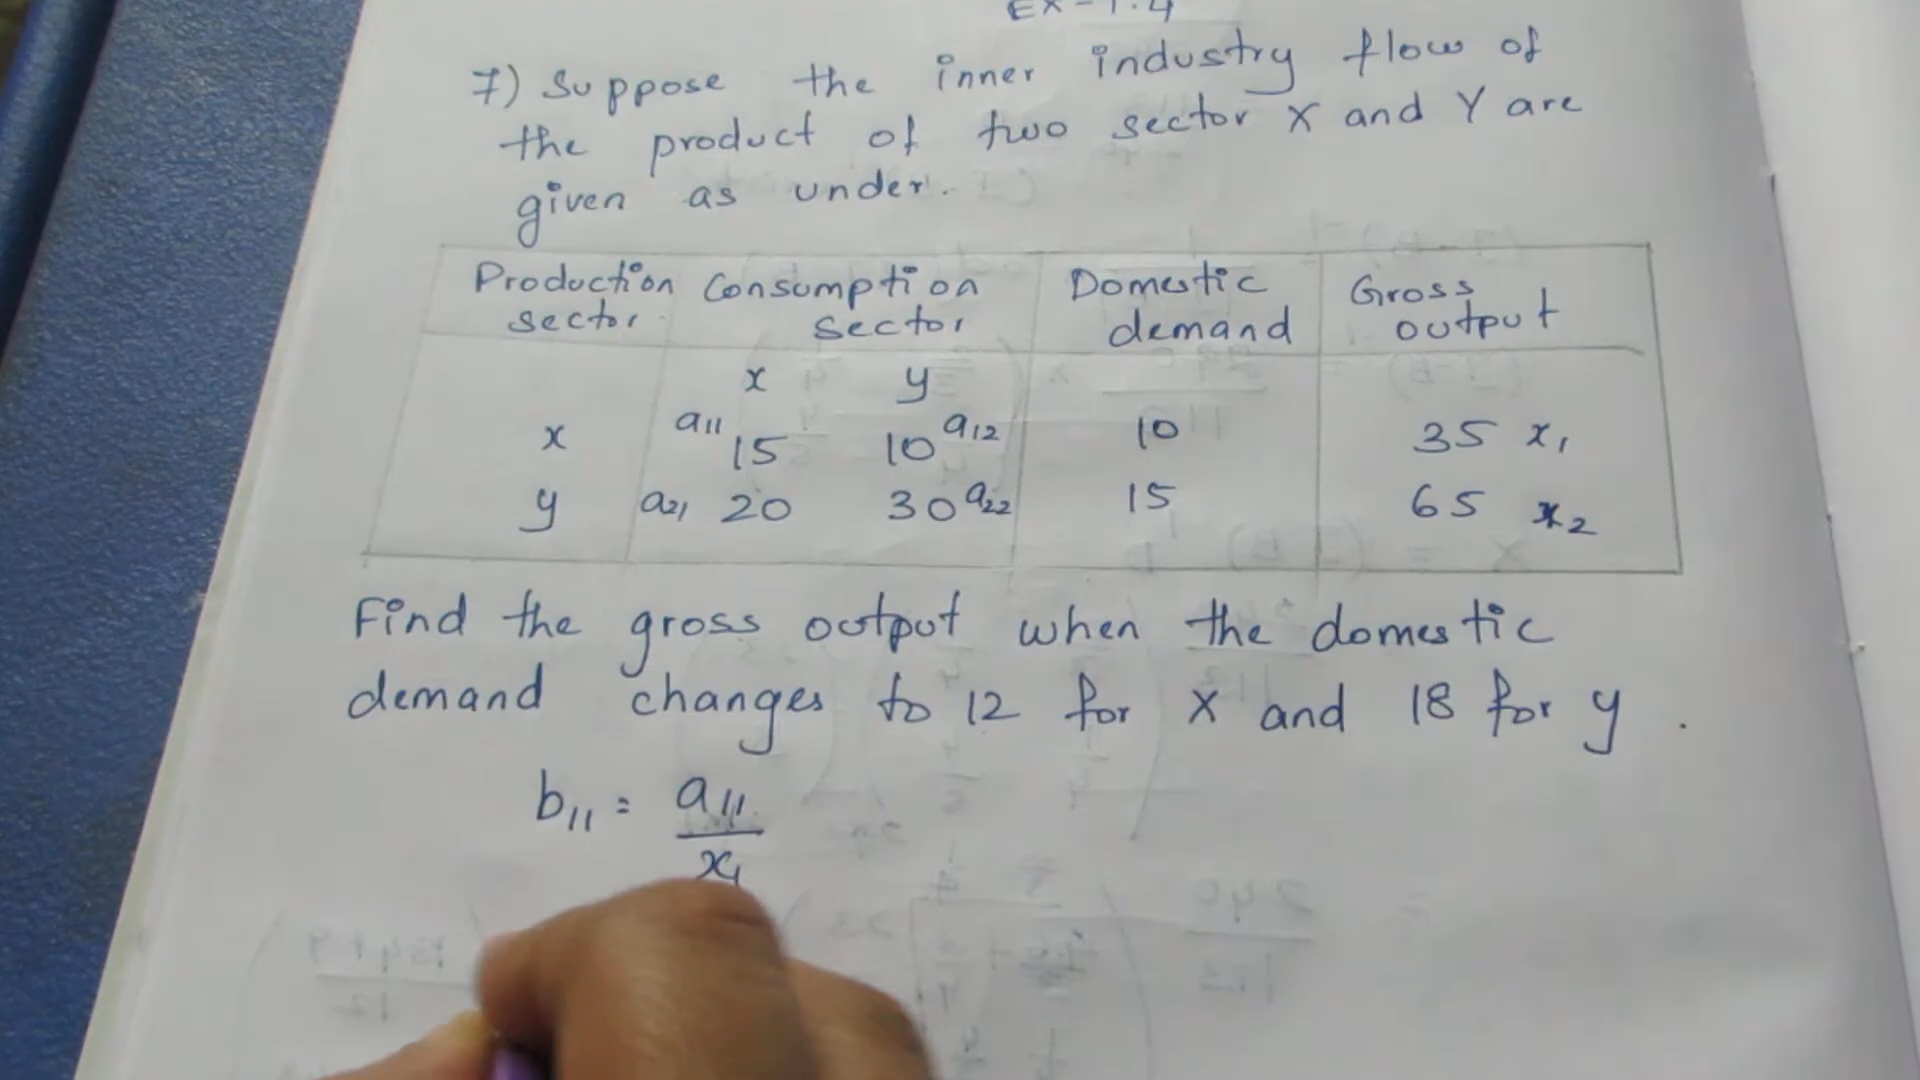 Ex-1.4
7) Suppose the inner industry flow of
the product of two sector X and Y are
given as under.
Production Consumption Domestic Gross
sector sector demand output
x y
x a11 15 10 a12 10 35 x1
y a21 20 30 a22 15 65 x2
Find the gross output when the domestic
demand changes to 12 for X and 18 for y.
b11 = a11
x1